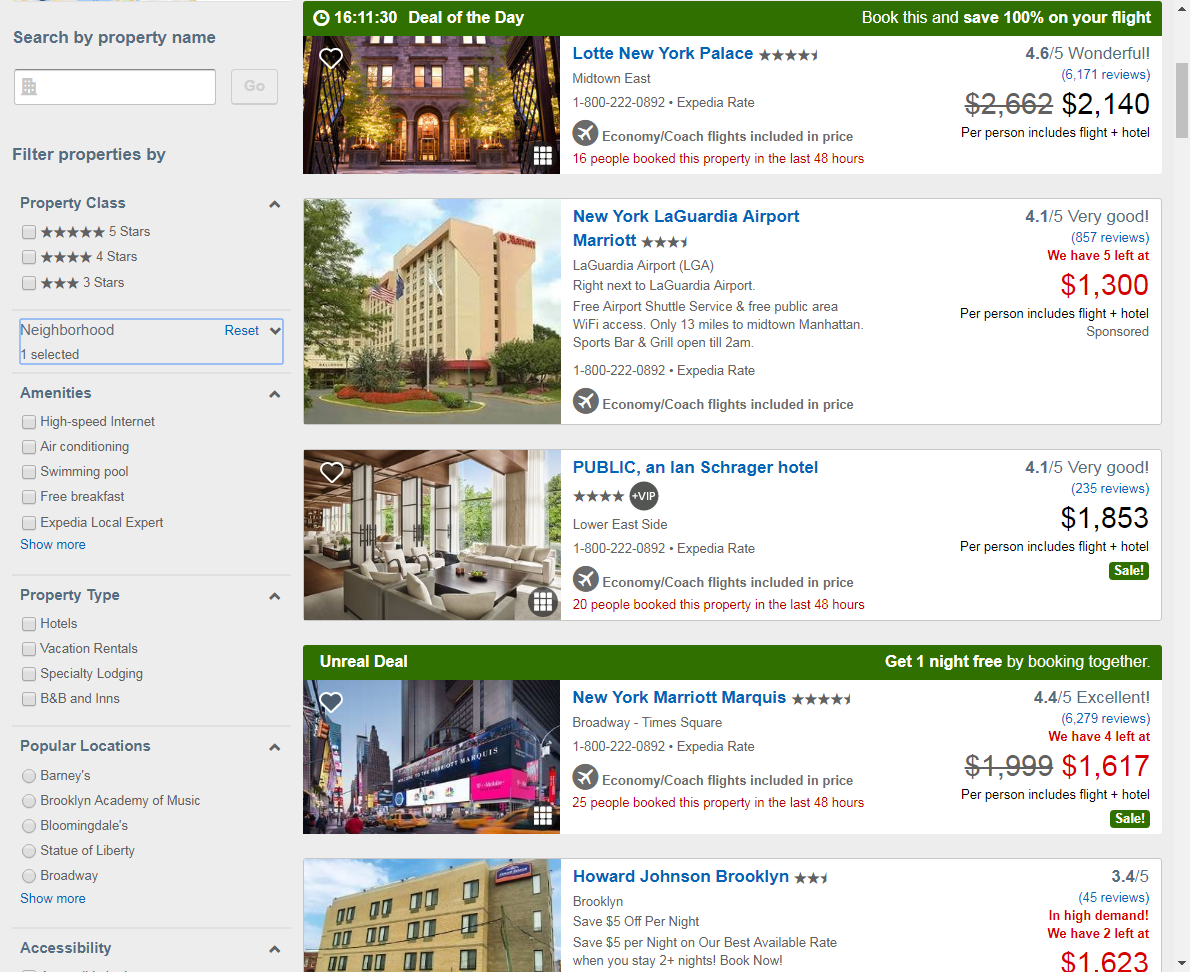 Search by property name
Go
Filter properties by
Property Class
5 Stars
4 Stars
3 Stars
Neighborhood Reset
1 selected
Amenities
High-speed Internet
Air conditioning
Swimming pool
Free breakfast
Expedia Local Expert
Show more
Property Type
Hotels
Vacation Rentals
Specialty Lodging
B&B and Inns
Popular Locations
Barney's
Brooklyn Academy of Music
Bloomingdale's
Statue of Liberty
Broadway
Show more
Accessibility
16:11:30 Deal of the Day
Book this and save 100% on your flight
Lotte New York Palace
Midtown East
1-800-222-0892 • Expedia Rate
Economy/Coach flights included in price
16 people booked this property in the last 48 hours
4.6/5 Wonderful!
(6,171 reviews)
$2,662 $2,140
Per person includes flight + hotel
Marriott
New York LaGuardia Airport
Marriott
LaGuardia Airport (LGA)
Right next to LaGuardia Airport.
Free Airport Shuttle Service & free public area
WiFi access. Only 13 miles to midtown Manhattan.
Sports Bar & Grill open till 2am.
1-800-222-0892 • Expedia Rate
Economy/Coach flights included in price
4.1/5 Very good!
(857 reviews)
We have 5 left at
$1,300
Per person includes flight + hotel
Sponsored
PUBLIC, an Ian Schrager hotel
+VIP
Lower East Side
1-800-222-0892 • Expedia Rate
Economy/Coach flights included in price
20 people booked this property in the last 48 hours
4.1/5 Very good!
(235 reviews)
$1,853
Per person includes flight + hotel
Sale!
Unreal Deal
Get 1 night free by booking together.
WELCOME TO THE MARRIOTT MARQUIS
New York Marriott Marquis
Broadway - Times Square
1-800-222-0892 • Expedia Rate
Economy/Coach flights included in price
25 people booked this property in the last 48 hours
4.4/5 Excellent!
(6,279 reviews)
We have 4 left at
$1,999 $1,617
Per person includes flight + hotel
Sale!
Howard Johnson Brooklyn
Brooklyn
Save $5 Off Per Night
Save $5 per Night on Our Best Available Rate
when you stay 2+ nights! Book Now!
3.4/5
(45 reviews)
In high demand!
We have 2 left at
$1,623